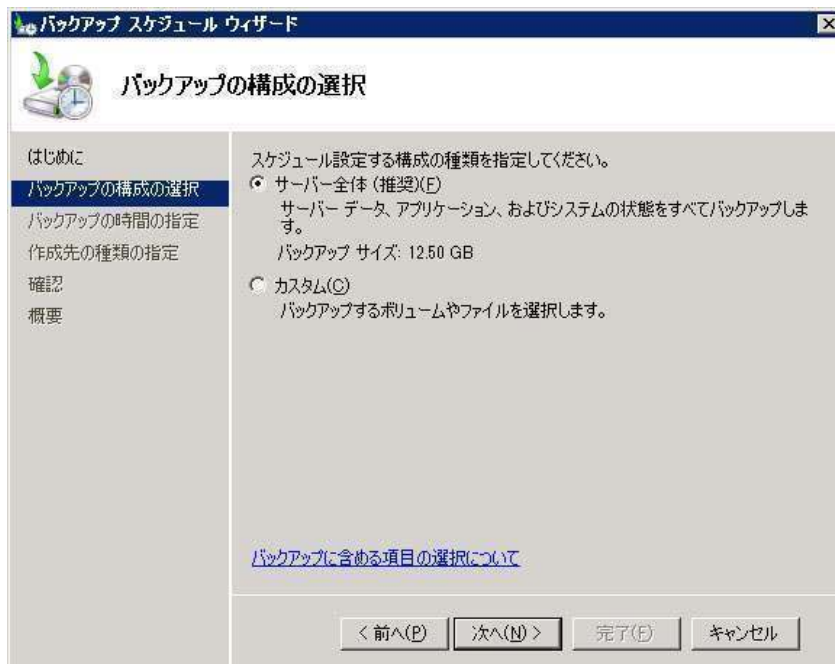 バックアップ スケジュール ウィザード
バックアップの構成の選択
はじめに
バックアップの構成の選択
バックアップの時間の指定
作成先の種類の指定
確認
概要
スケジュール設定する構成の種類を指定してください。
サーバー全体 (推奨)(F)
サーバー データ、アプリケーション、およびシステムの状態をすべてバックアップしま
す。
バックアップ サイズ: 12.50 GB
カスタム(C)
バックアップするボリュームやファイルを選択します。
バックアップに含める項目の選択について
< 前へ(P)
次へ(N) >
完了(F)
キャンセル